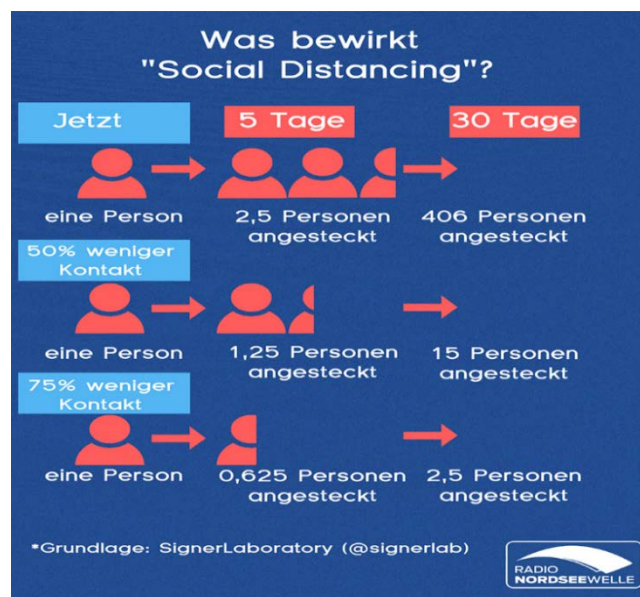 Was bewirkt
"Social Distancing"?
Jetzt 5 Tage 30 Tage
eine Person 2,5 Personen angesteckt 406 Personen angesteckt
50% weniger
Kontakt
eine Person 1,25 Personen angesteckt 15 Personen angesteckt
75% weniger
Kontakt
eine Person 0,625 Personen angesteckt 2,5 Personen angesteckt
*Grundlage: SignerLaboratory (@signerlab)
RADIO
NORDSEEWELLE